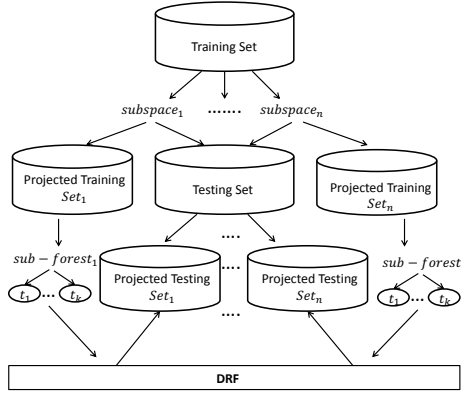 Training Set
subspace₁ ....... subspaceₙ
Projected Training
Set₁
Testing Set
Projected Training
Setₙ
....
sub − forest₁
sub − forest
Projected Testing
Set₁
....
Projected Testing
Setₙ
t₁ ... tₖ
t₁ ... tₖ
....
DRF